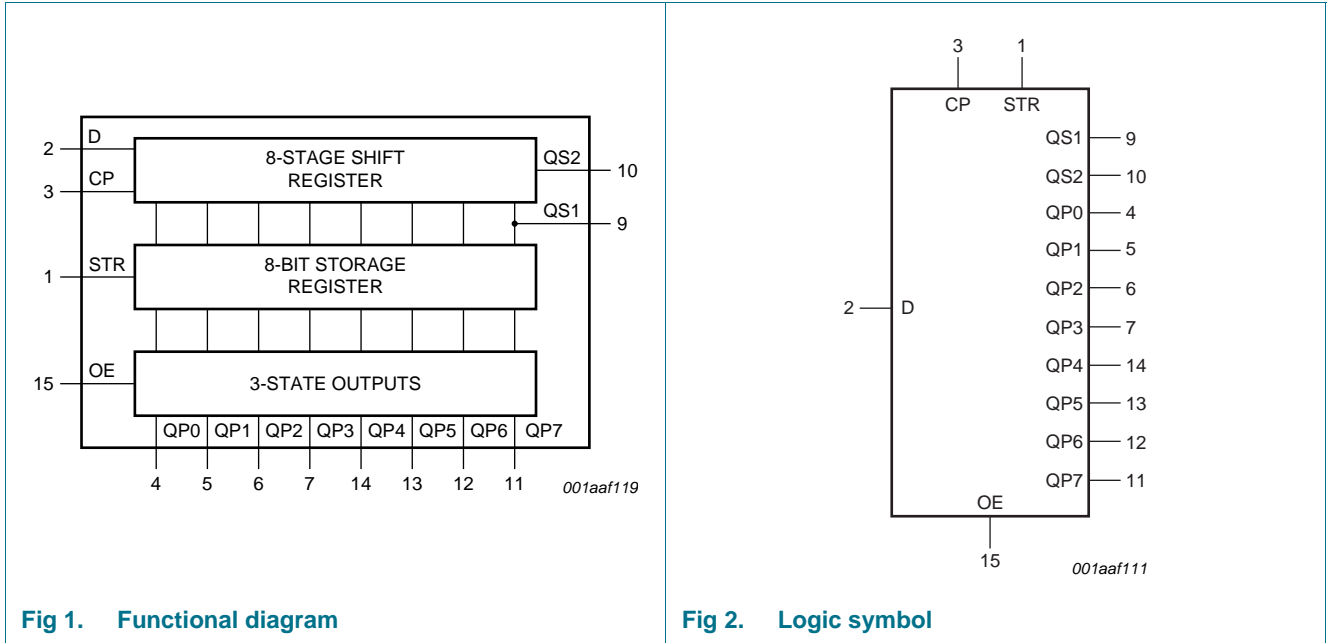 D
2
8-STAGE SHIFT
REGISTER
QS2
10
CP
3
QS1
9
STR
1
8-BIT STORAGE
REGISTER
OE
15
3-STATE OUTPUTS
QP0 QP1 QP2 QP3 QP4 QP5 QP6 QP7
4 5 6 7 14 13 12 11
001aaf119
Fig 1. Functional diagram
3 1
CP STR
QS1 9
QS2 10
QP0 4
QP1 5
QP2 6
QP3 7
2 D
QP4 14
QP5 13
QP6 12
QP7 11
OE
15
001aaf111
Fig 2. Logic symbol